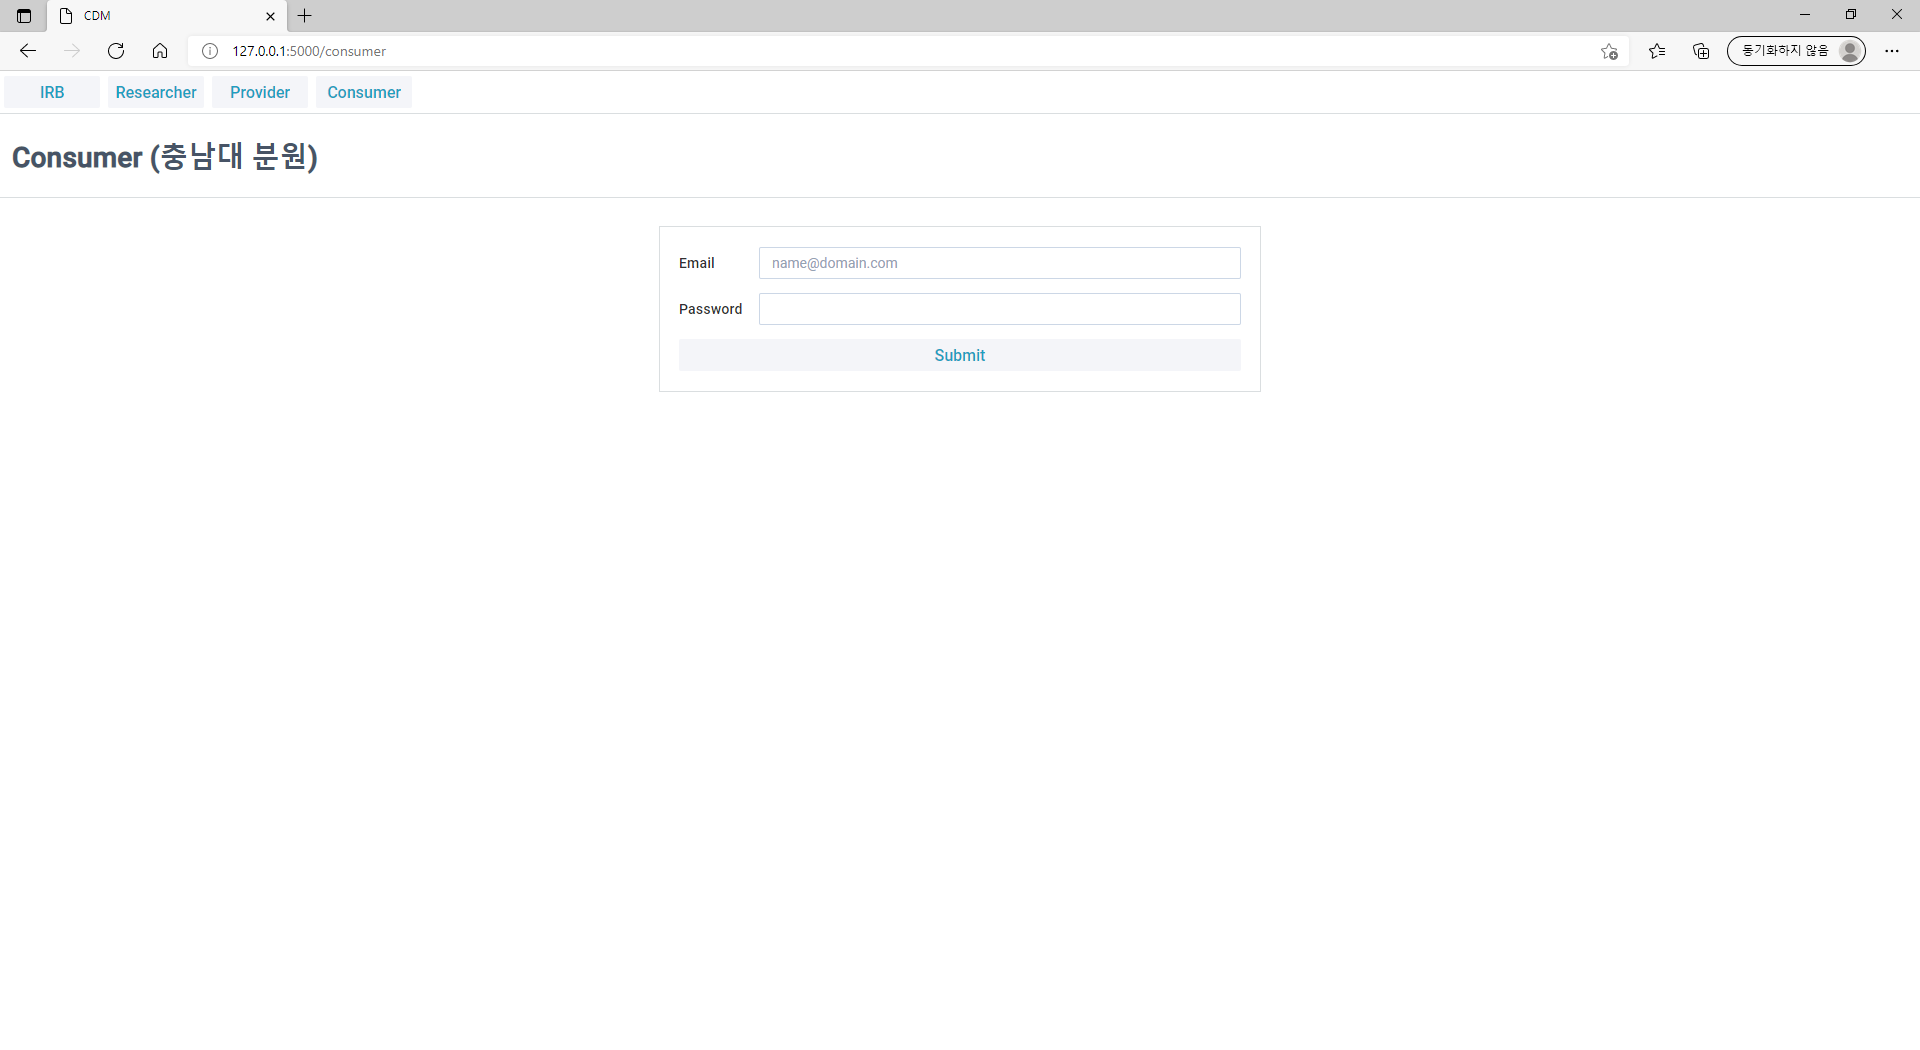 CDM
127.0.0.1:5000/consumer
동기화하지 않음
IRB Researcher Provider Consumer
Consumer (충남대 분원)
Email name@domain.com
Password
Submit